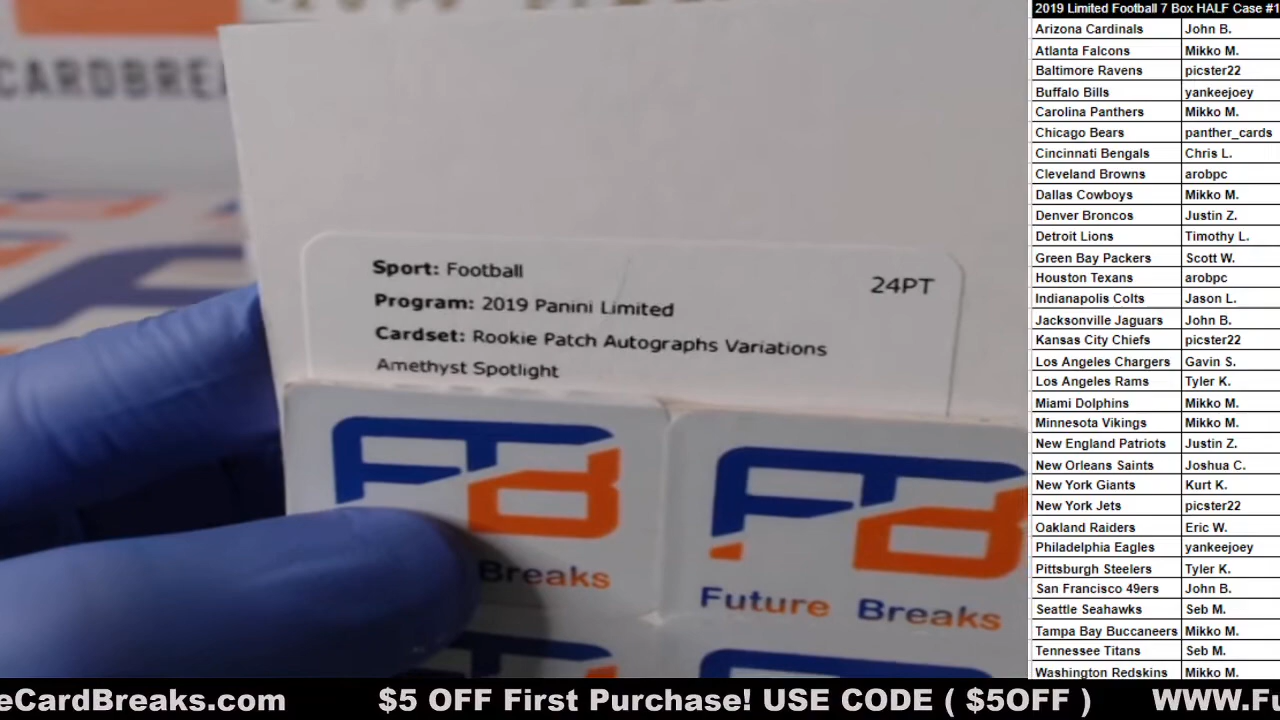 CARDBRE
Sport: Football
24PT
Program: 2019 Panini Limited
Cardset: Rookie Patch Autographs Variations
Amethyst Spotlight
FB
FB
Breaks
Future Breaks
2019 Limited Football 7 Box HALF Case #1
Arizona Cardinals John B.
Atlanta Falcons Mikko M.
Baltimore Ravens picster22
Buffalo Bills yankeejoey
Carolina Panthers Mikko M.
Chicago Bears panther_cards
Cincinnati Bengals Chris L.
Cleveland Browns arobpc
Dallas Cowboys Mikko M.
Denver Broncos Justin Z.
Detroit Lions Timothy L.
Green Bay Packers Scott W.
Houston Texans arobpc
Indianapolis Colts Jason L.
Jacksonville Jaguars John B.
Kansas City Chiefs picster22
Los Angeles Chargers Gavin S.
Los Angeles Rams Tyler K.
Miami Dolphins Mikko M.
Minnesota Vikings Mikko M.
New England Patriots Justin Z.
New Orleans Saints Joshua C.
New York Giants Kurt K.
New York Jets picster22
Oakland Raiders Eric W.
Philadelphia Eagles yankeejoey
Pittsburgh Steelers Tyler K.
San Francisco 49ers John B.
Seattle Seahawks Seb M.
Tampa Bay Buccaneers Mikko M.
Tennessee Titans Seb M.
Washington Redskins Mikko M.
eCardBreaks.com $5 OFF First Purchase! USE CODE ( $5OFF ) WWW.Fu